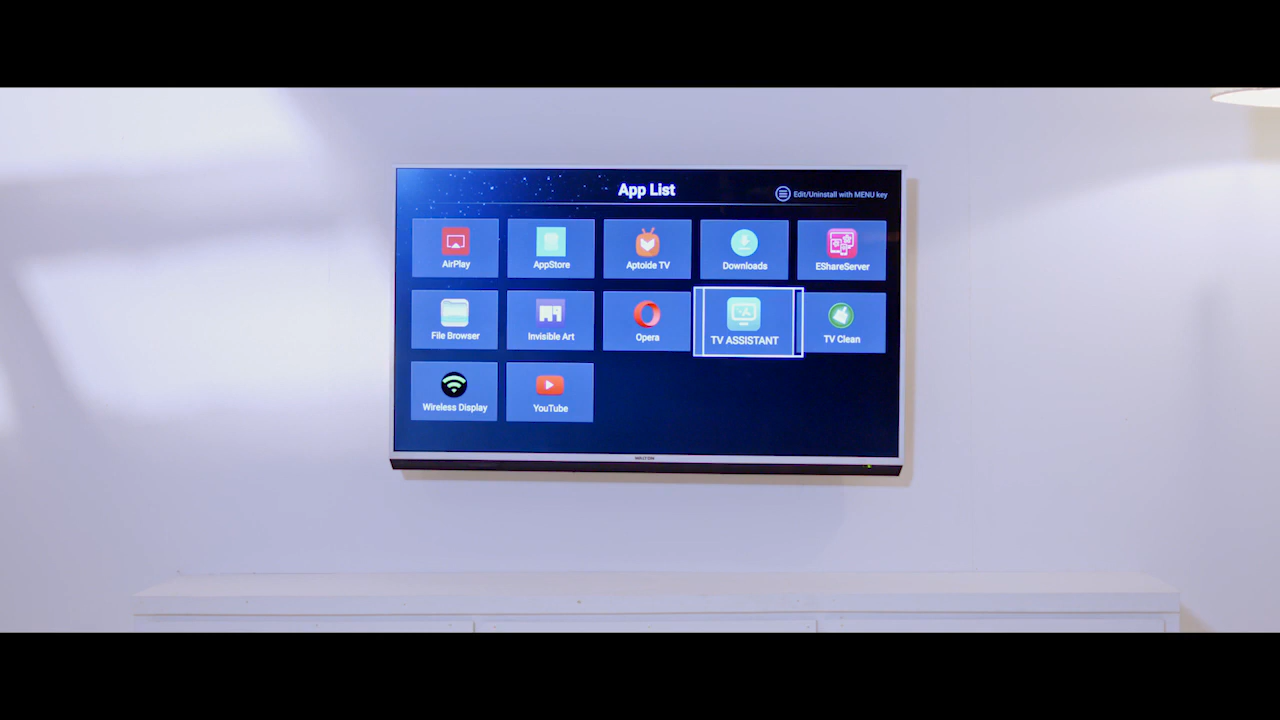 App List
Edit/Uninstall with MENU key
AirPlay
AppStore
Aptoide TV
Downloads
EShareServer
File Browser
Invisible Art
Opera
TV ASSISTANT
TV Clean
Wireless Display
YouTube
WALTON